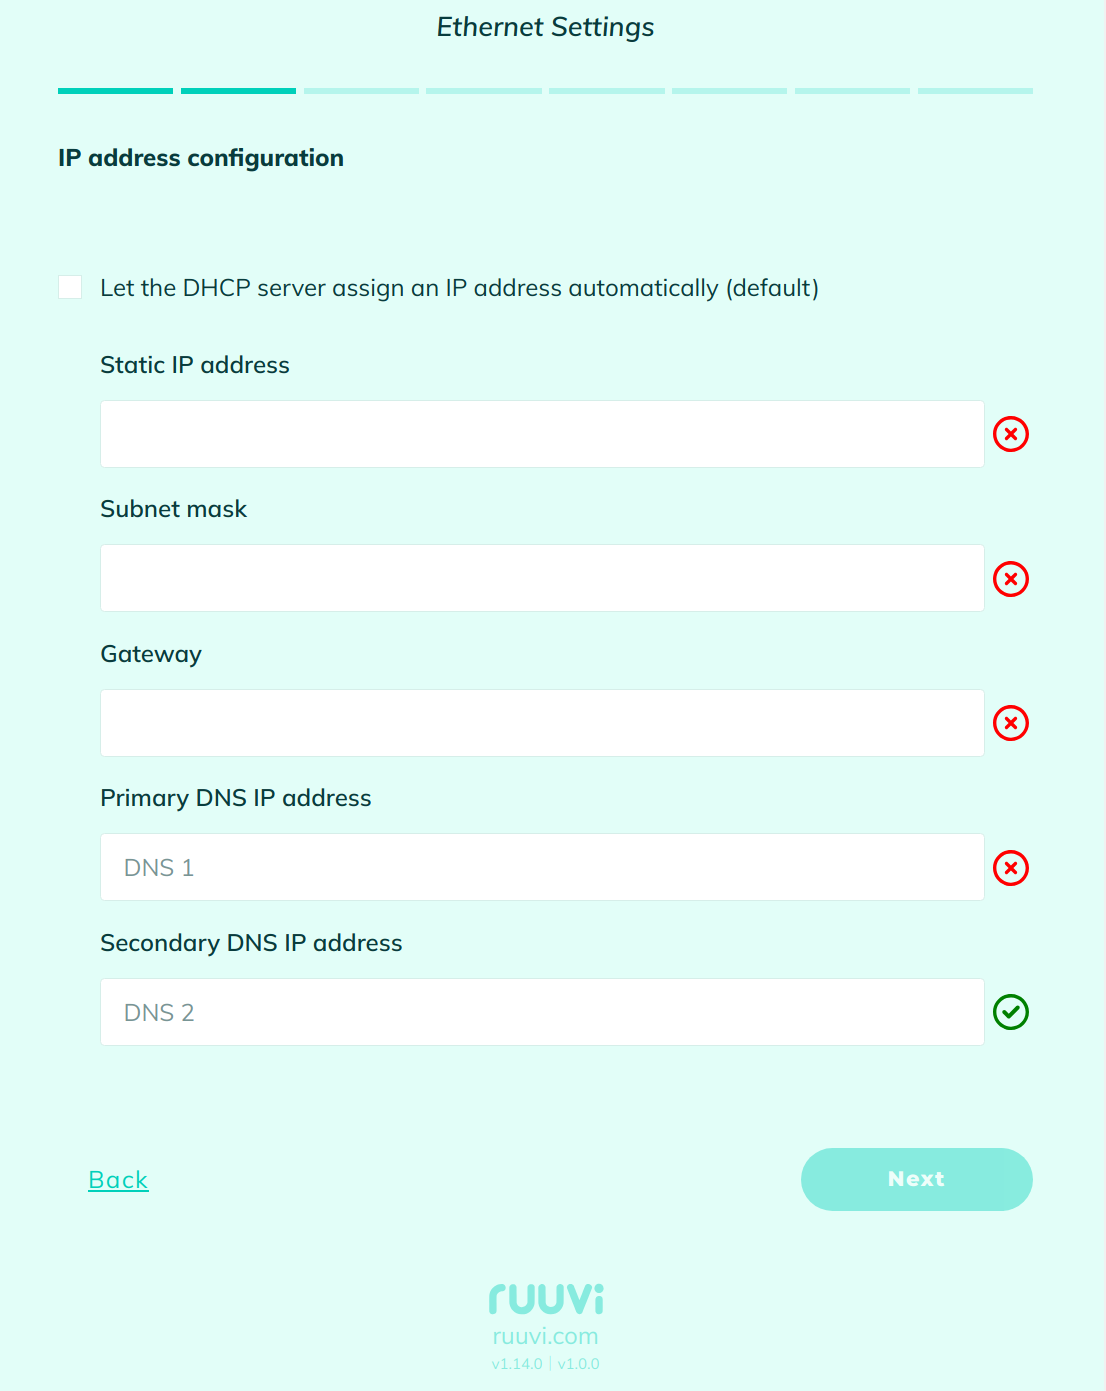 Ethernet Settings
IP address configuration
Let the DHCP server assign an IP address automatically (default)
Static IP address
Subnet mask
Gateway
Primary DNS IP address
DNS 1
Secondary DNS IP address
DNS 2
Back
Next
ruuvi
ruuvi.com
v1.14.0 | v1.0.0